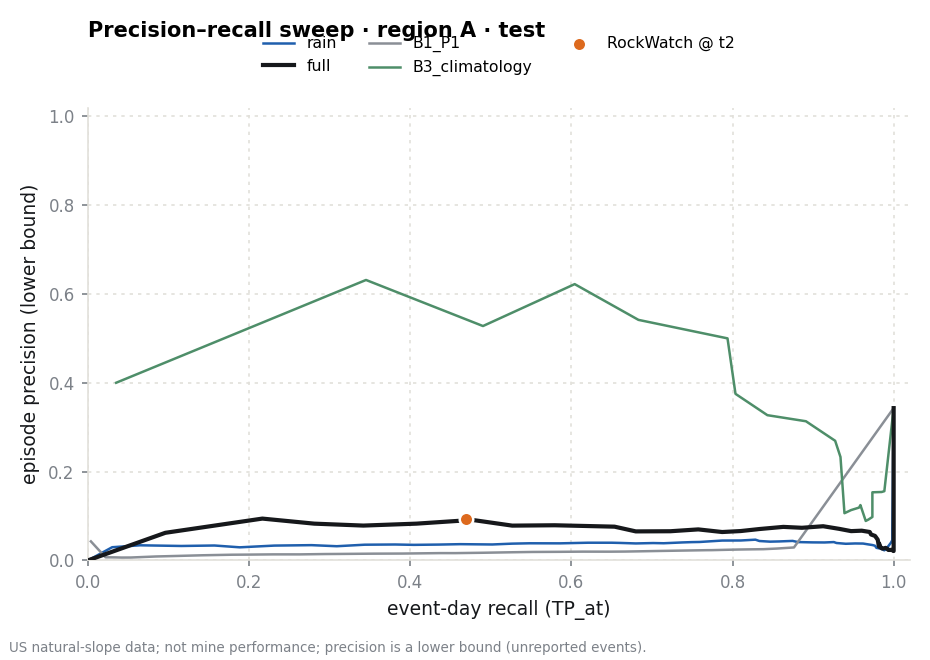 Precision–recall sweep · region A · test
rain B1_P1 RockWatch @ t2
full B3_climatology
1.0
0.8
0.6
0.4
0.2
0.0
episode precision (lower bound)
0.0 0.2 0.4 0.6 0.8 1.0
event-day recall (TP_at)
US natural-slope data; not mine performance; precision is a lower bound (unreported events).